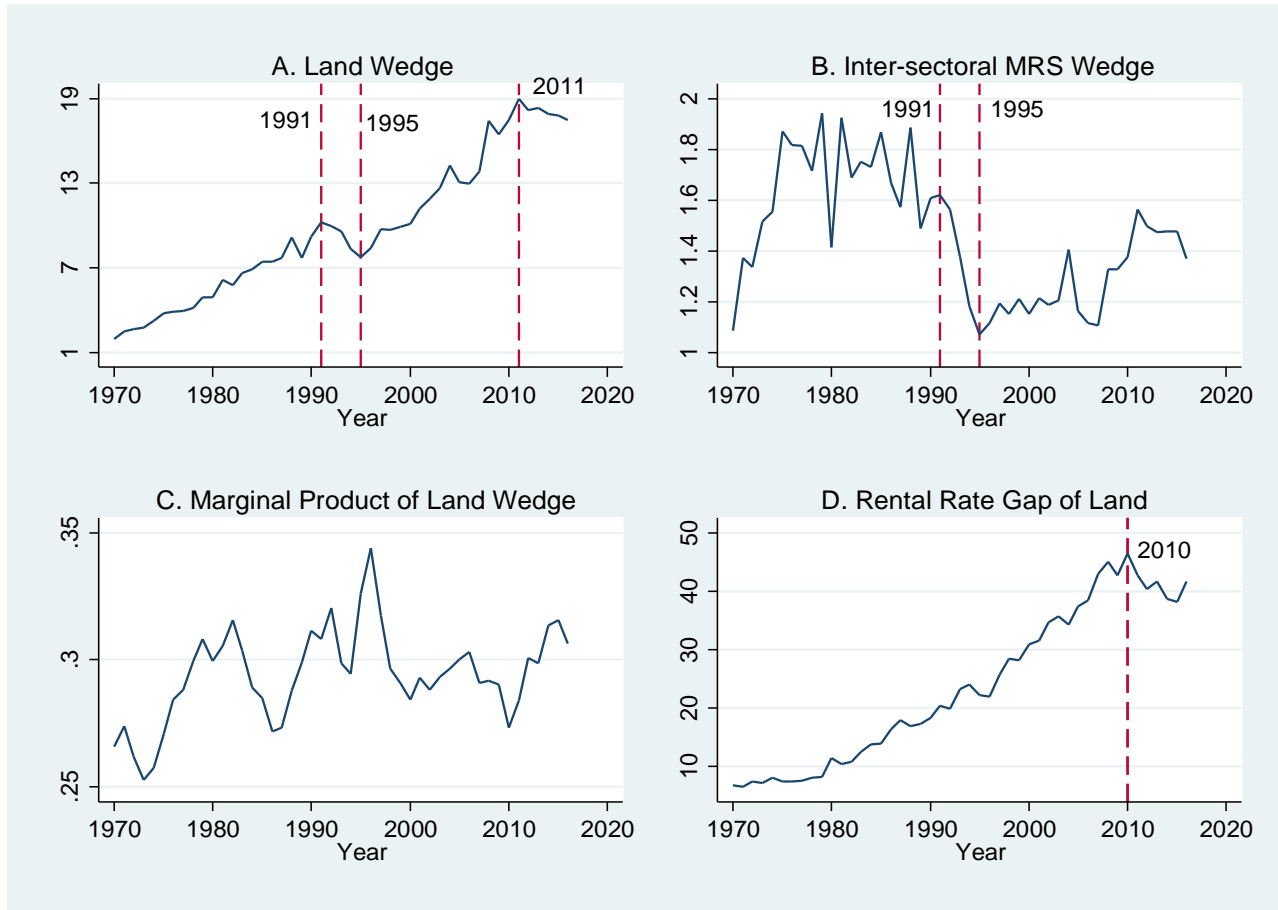 A. Land Wedge
2011
1991
1995
19
13
7
1
1970 1980 1990 2000 2010 2020
Year
B. Inter-sectoral MRS Wedge
1991
1995
2
1.8
1.6
1.4
1.2
1
1970 1980 1990 2000 2010 2020
Year
C. Marginal Product of Land Wedge
.35
.3
.25
1970 1980 1990 2000 2010 2020
Year
D. Rental Rate Gap of Land
2010
50
40
30
20
10
1970 1980 1990 2000 2010 2020
Year